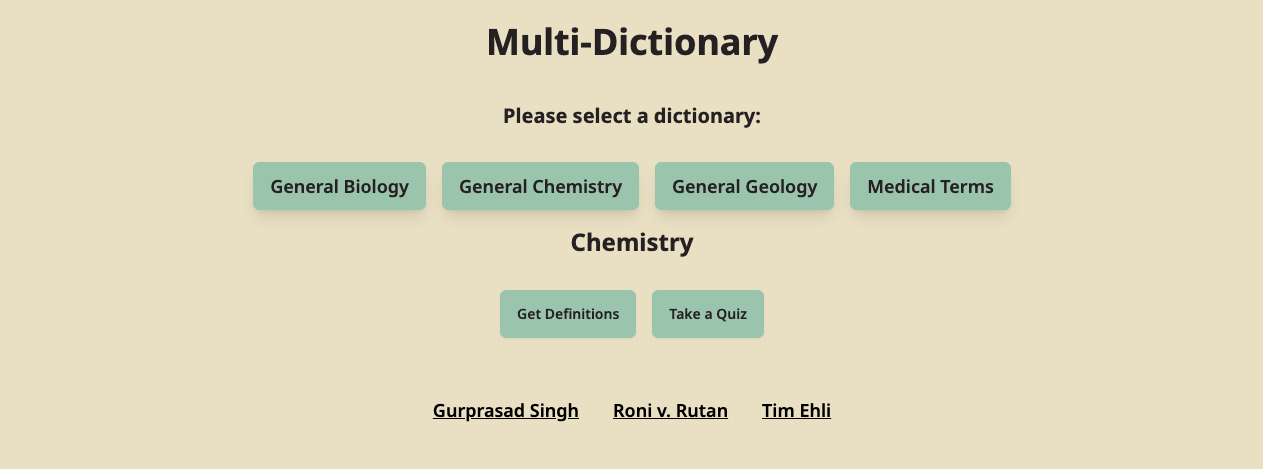 Multi-Dictionary
Please select a dictionary:
General Biology General Chemistry General Geology Medical Terms
Chemistry
Get Definitions Take a Quiz
Gurprasad Singh Roni v. Rutan Tim Ehli